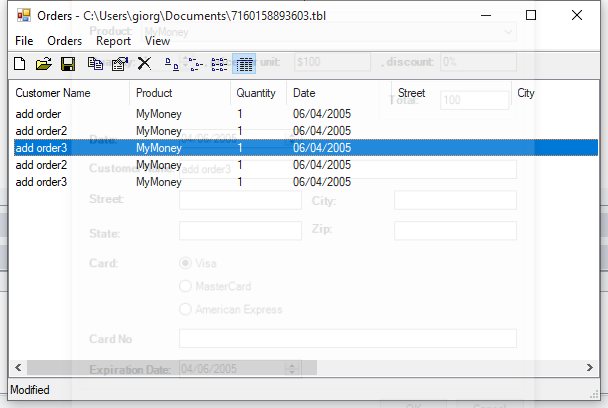 Orders - C:\Users\giorg\Documents\7160158893603.tbl
Product: MyMoney
File Orders Report View
unit: $100 discount: 0%
Customer Name Product Quantity Date Street City
Total: 100
add order MyMoney 1 06/04/2005
add order2 MyMoney 1 06/04/2005
Date: 04/06/2005
add order3 MyMoney 1 06/04/2005
add order2 MyMoney 1 06/04/2005
Customer Name: add order3
add order3 MyMoney 1 06/04/2005
Street: City:
State: Zip:
Card: Visa
MasterCard
American Express
Card No
Expiration Date: 04/06/2005
Modified